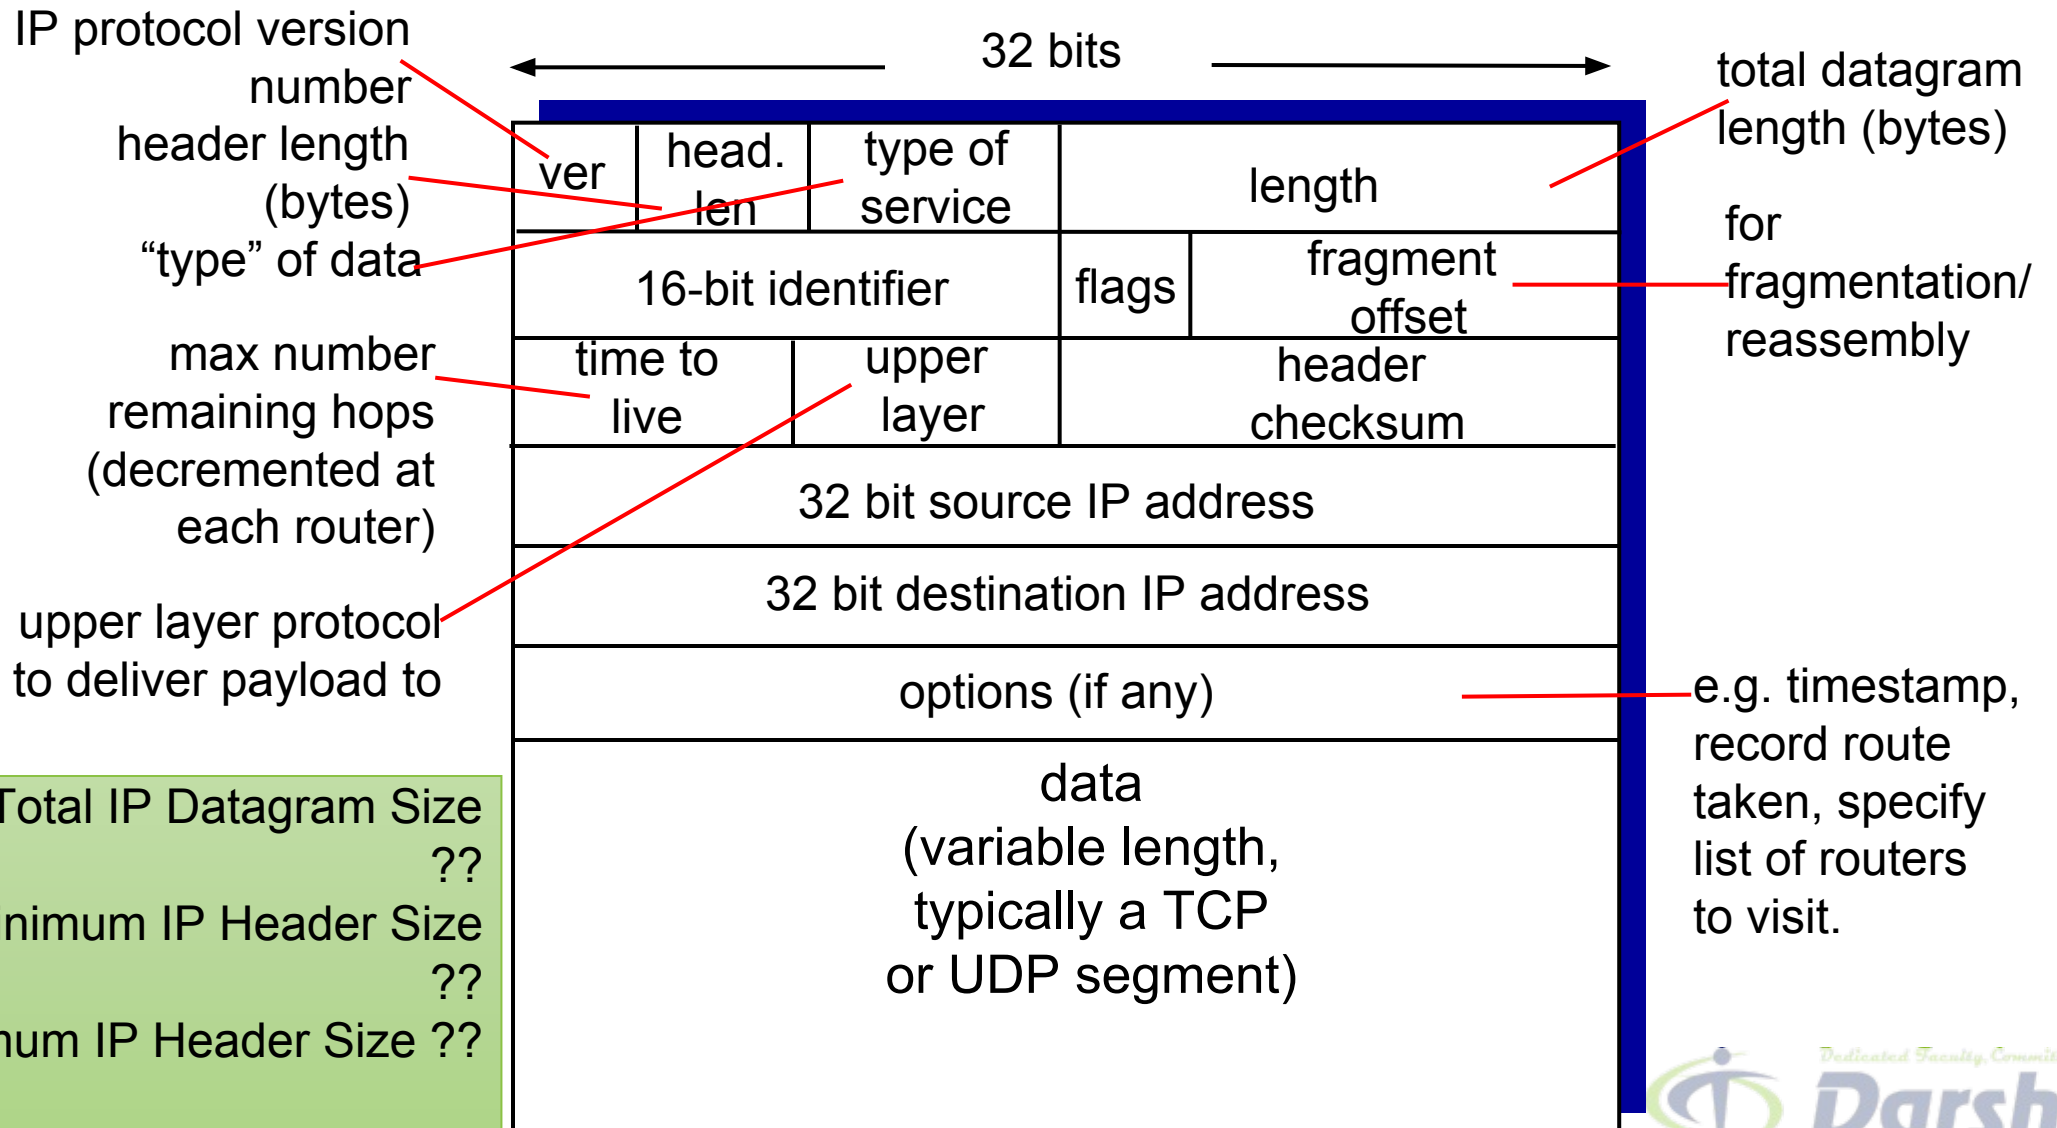 IP protocol version
number
header length
(bytes)
“type” of data
max number
remaining hops
(decremented at
each router)
upper layer protocol
to deliver payload to
Total IP Datagram Size
??
IP Header Size
??
IP Header Size ??
32 bits
ver
head.
len
type of
service
length
16-bit identifier
flags
fragment
offset
time to
live
upper
layer
header
checksum
32 bit source IP address
32 bit destination IP address
options (if any)
data
(variable length,
typically a TCP
or UDP segment)
total datagram
length (bytes)
for
fragmentation/
reassembly
e.g. timestamp,
record route
taken, specify
list of routers
to visit.
Dedicated Faculty, Commit
Darsh